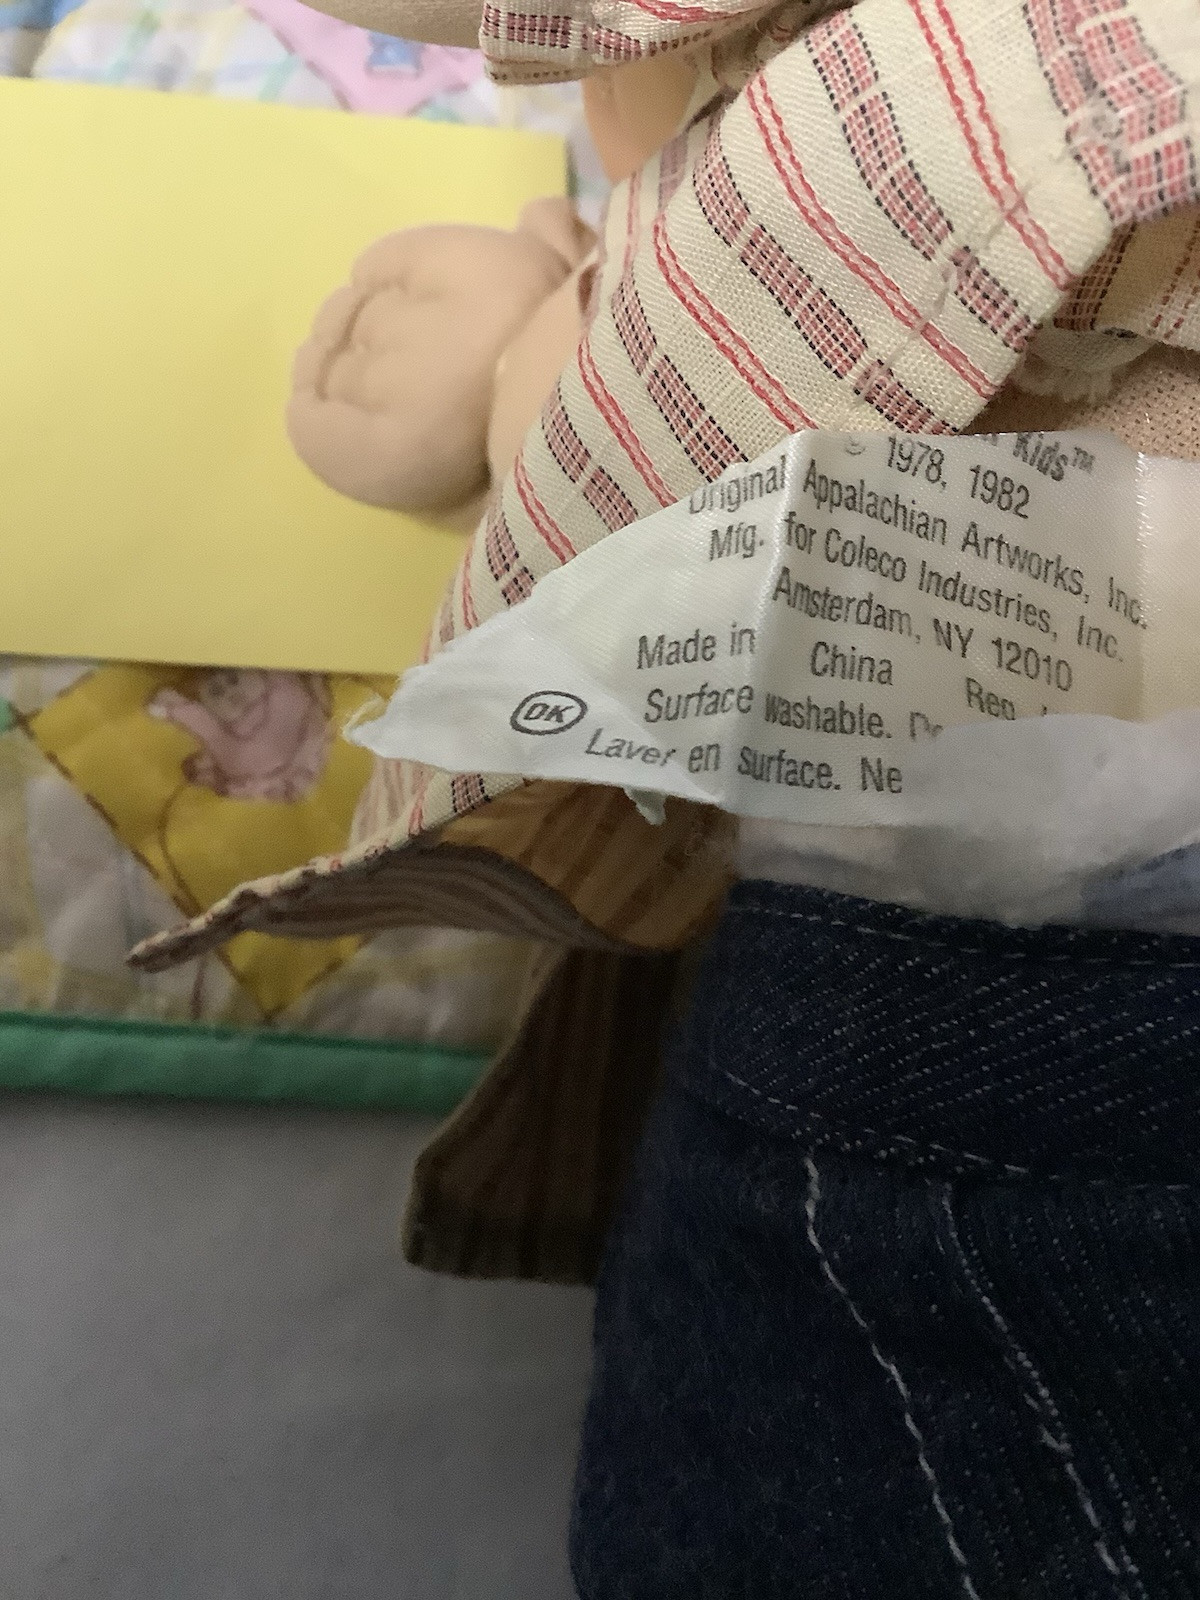 Kids™
© 1978, 1982
Original Appalachian Artworks, Inc.
Mfg. for Coleco Industries, Inc.
Amsterdam, NY 12010
Made in China Reg.
OK Surface washable.
Laver en surface. Ne